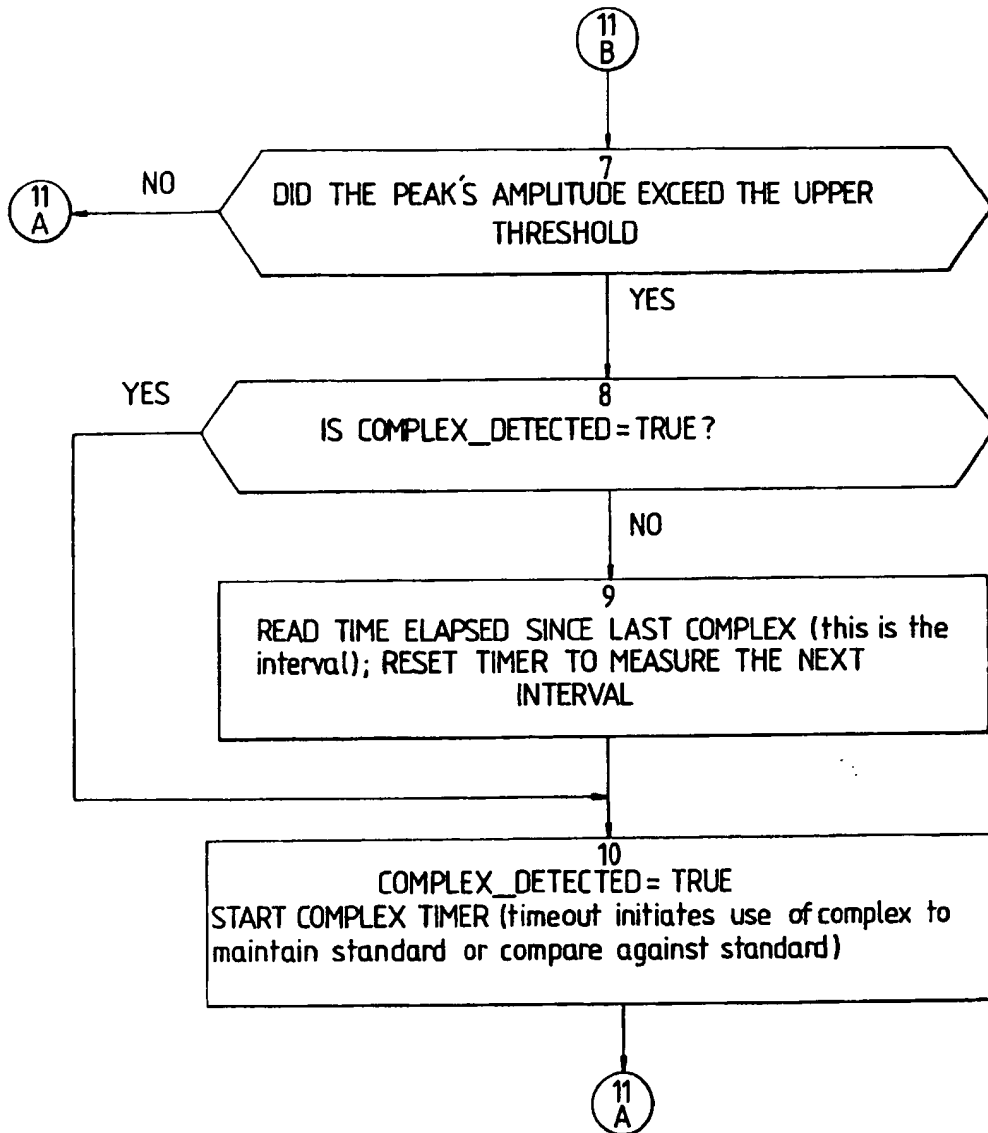 11
B
7
DID THE PEAK'S AMPLITUDE EXCEED THE UPPER
THRESHOLD
NO
11
A
YES
8
IS COMPLEX_DETECTED = TRUE ?
YES
NO
9
READ TIME ELAPSED SINCE LAST COMPLEX (this is the
interval); RESET TIMER TO MEASURE THE NEXT
INTERVAL
10
COMPLEX_DETECTED = TRUE
START COMPLEX TIMER (timeout initiates use of complex to
maintain standard or compare against standard)
11
A